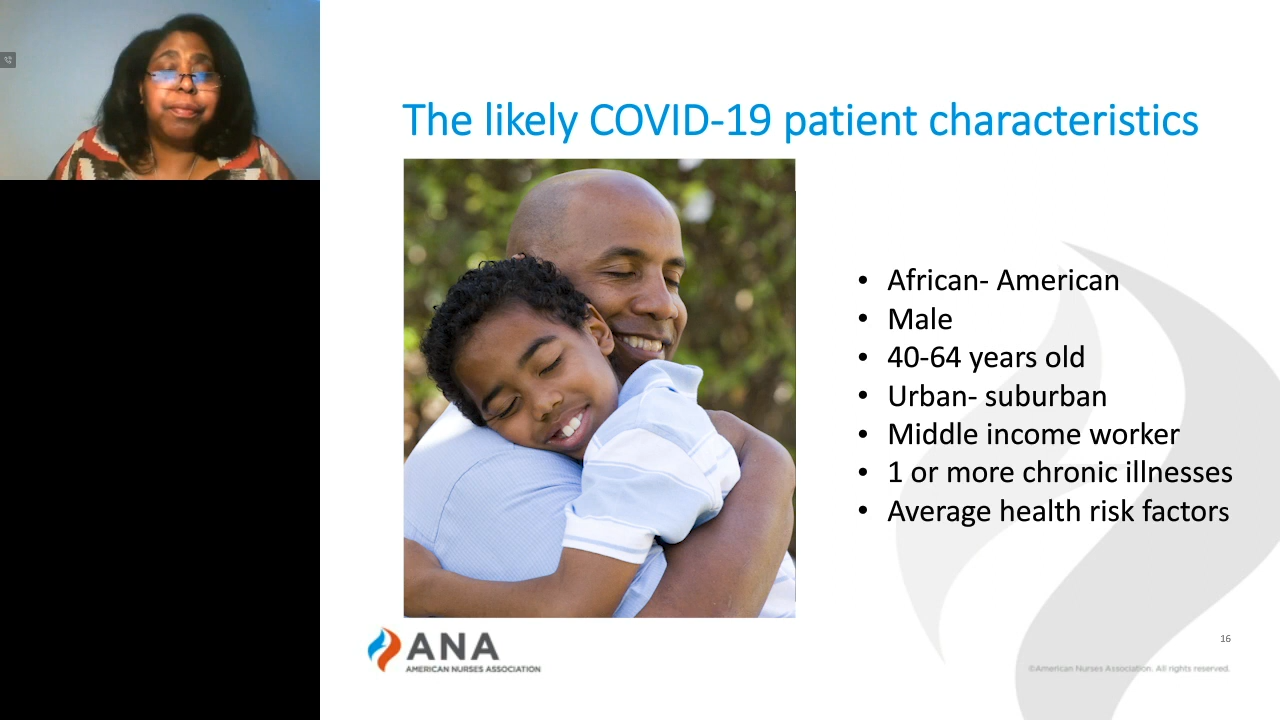 The likely COVID-19 patient characteristics
• African- American
• Male
• 40-64 years old
• Urban- suburban
• Middle income worker
• 1 or more chronic illnesses
• Average health risk factors
ANA
AMERICAN NURSES ASSOCIATION
16
©American Nurses Association. All rights reserved.